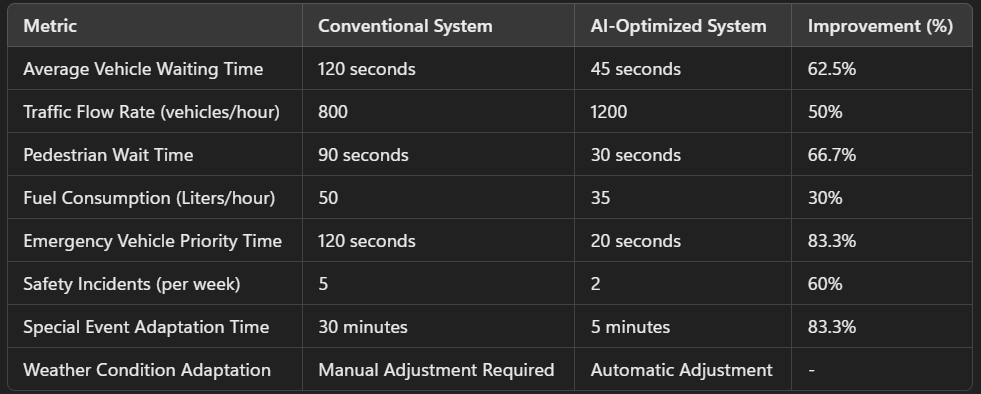 Metric Conventional System AI-Optimized System Improvement (%)
Average Vehicle Waiting Time 120 seconds 45 seconds 62.5%
Traffic Flow Rate (vehicles/hour) 800 1200 50%
Pedestrian Wait Time 90 seconds 30 seconds 66.7%
Fuel Consumption (Liters/hour) 50 35 30%
Emergency Vehicle Priority Time 120 seconds 20 seconds 83.3%
Safety Incidents (per week) 5 2 60%
Special Event Adaptation Time 30 minutes 5 minutes 83.3%
Weather Condition Adaptation Manual Adjustment Required Automatic Adjustment -